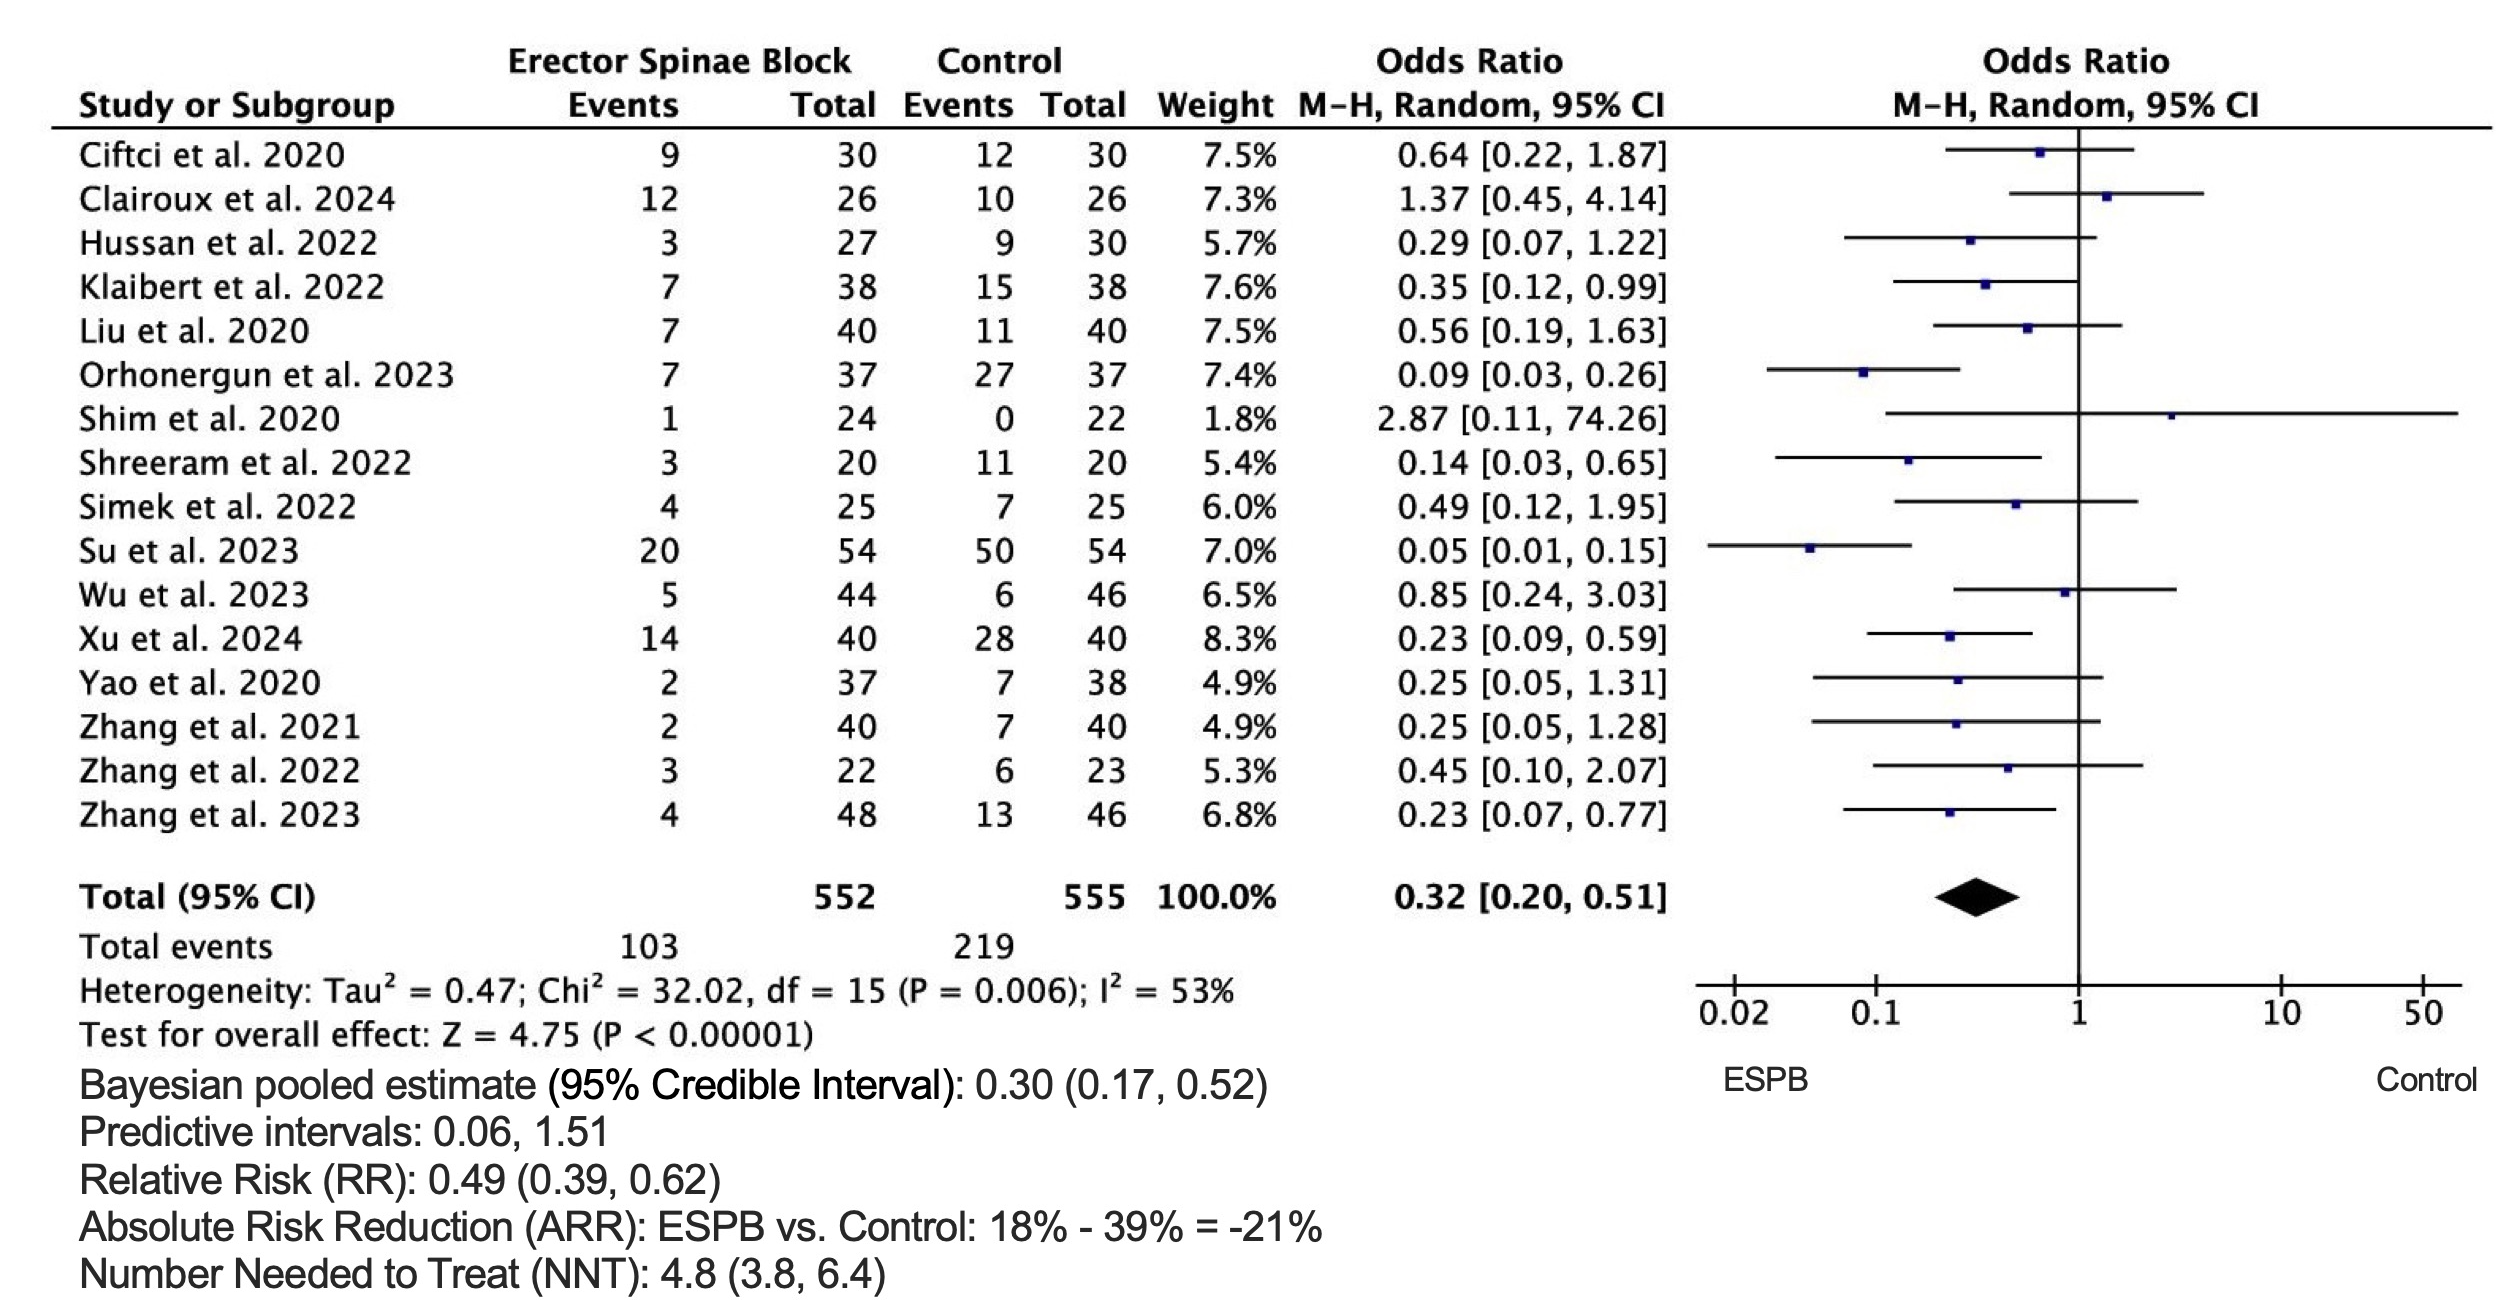 Erector Spinae Block Control Odds Ratio Odds Ratio
Study or Subgroup Events Total Events Total Weight M-H, Random, 95% CI M-H, Random, 95% CI
Ciftci et al. 2020 9 30 12 30 7.5% 0.64 [0.22, 1.87]
Clairoux et al. 2024 12 26 10 26 7.3% 1.37 [0.45, 4.14]
Hussan et al. 2022 3 27 9 30 5.7% 0.29 [0.07, 1.22]
Klaibert et al. 2022 7 38 15 38 7.6% 0.35 [0.12, 0.99]
Liu et al. 2020 7 40 11 40 7.5% 0.56 [0.19, 1.63]
Orhonergun et al. 2023 7 37 27 37 7.4% 0.09 [0.03, 0.26]
Shim et al. 2020 1 24 0 22 1.8% 2.87 [0.11, 74.26]
Shreeram et al. 2022 3 20 11 20 5.4% 0.14 [0.03, 0.65]
Simek et al. 2022 4 25 7 25 6.0% 0.49 [0.12, 1.95]
Su et al. 2023 20 54 50 54 7.0% 0.05 [0.01, 0.15]
Wu et al. 2023 5 44 6 46 6.5% 0.85 [0.24, 3.03]
Xu et al. 2024 14 40 28 40 8.3% 0.23 [0.09, 0.59]
Yao et al. 2020 2 37 7 38 4.9% 0.25 [0.05, 1.31]
Zhang et al. 2021 2 40 7 40 4.9% 0.25 [0.05, 1.28]
Zhang et al. 2022 3 22 6 23 5.3% 0.45 [0.10, 2.07]
Zhang et al. 2023 4 48 13 46 6.8% 0.23 [0.07, 0.77]
Total (95% CI) 552 555 100.0% 0.32 [0.20, 0.51]
Total events 103 219
Heterogeneity: Tau² = 0.47; Chi² = 32.02, df = 15 (P = 0.006); I² = 53%
0.02 0.1 1 10 50
Test for overall effect: Z = 4.75 (P < 0.00001)
Bayesian pooled estimate (95% Credible Interval): 0.30 (0.17, 0.52)
ESPB Control
Predictive intervals: 0.06, 1.51
Relative Risk (RR): 0.49 (0.39, 0.62)
Absolute Risk Reduction (ARR): ESPB vs. Control: 18% - 39% = -21%
Number Needed to Treat (NNT): 4.8 (3.8, 6.4)